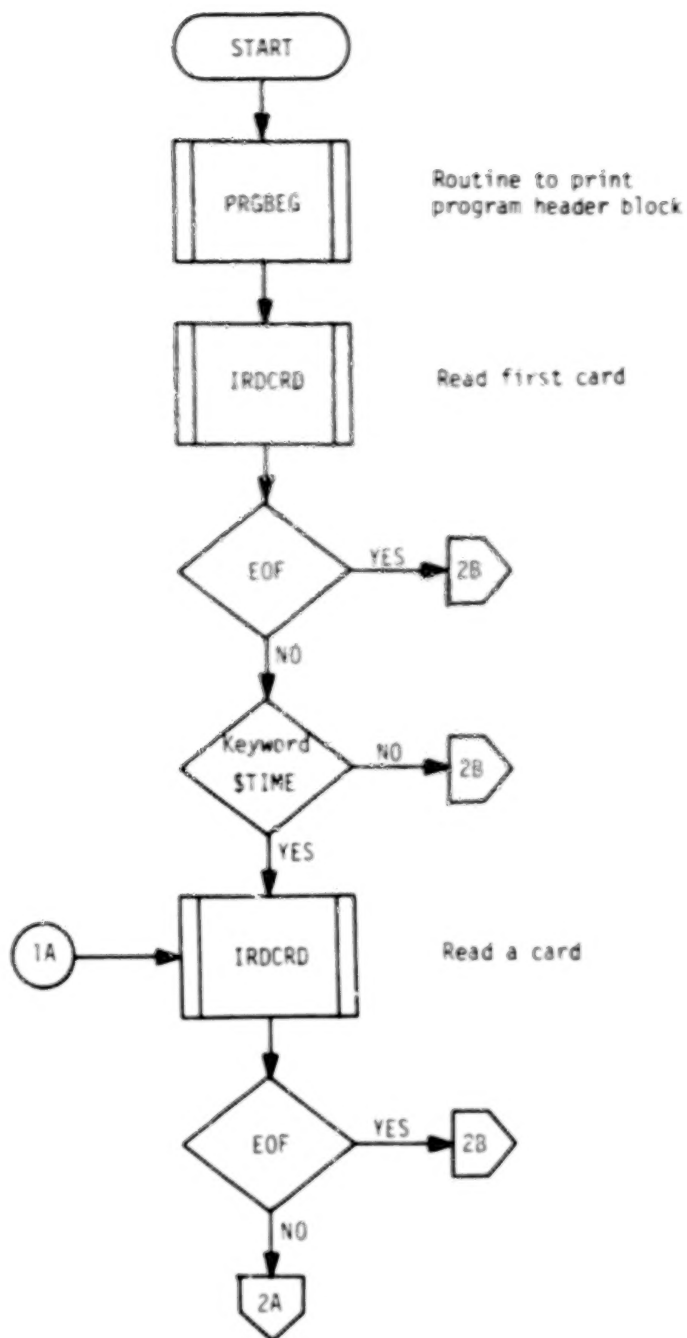 START
PRGBEG
Routine to print
program header block
IRDCRD
Read first card
EOF
YES
2B
NO
Keyword
$TIME
NO
2B
YES
1A
IRDCRD
Read a card
EOF
YES
2B
NO
2A